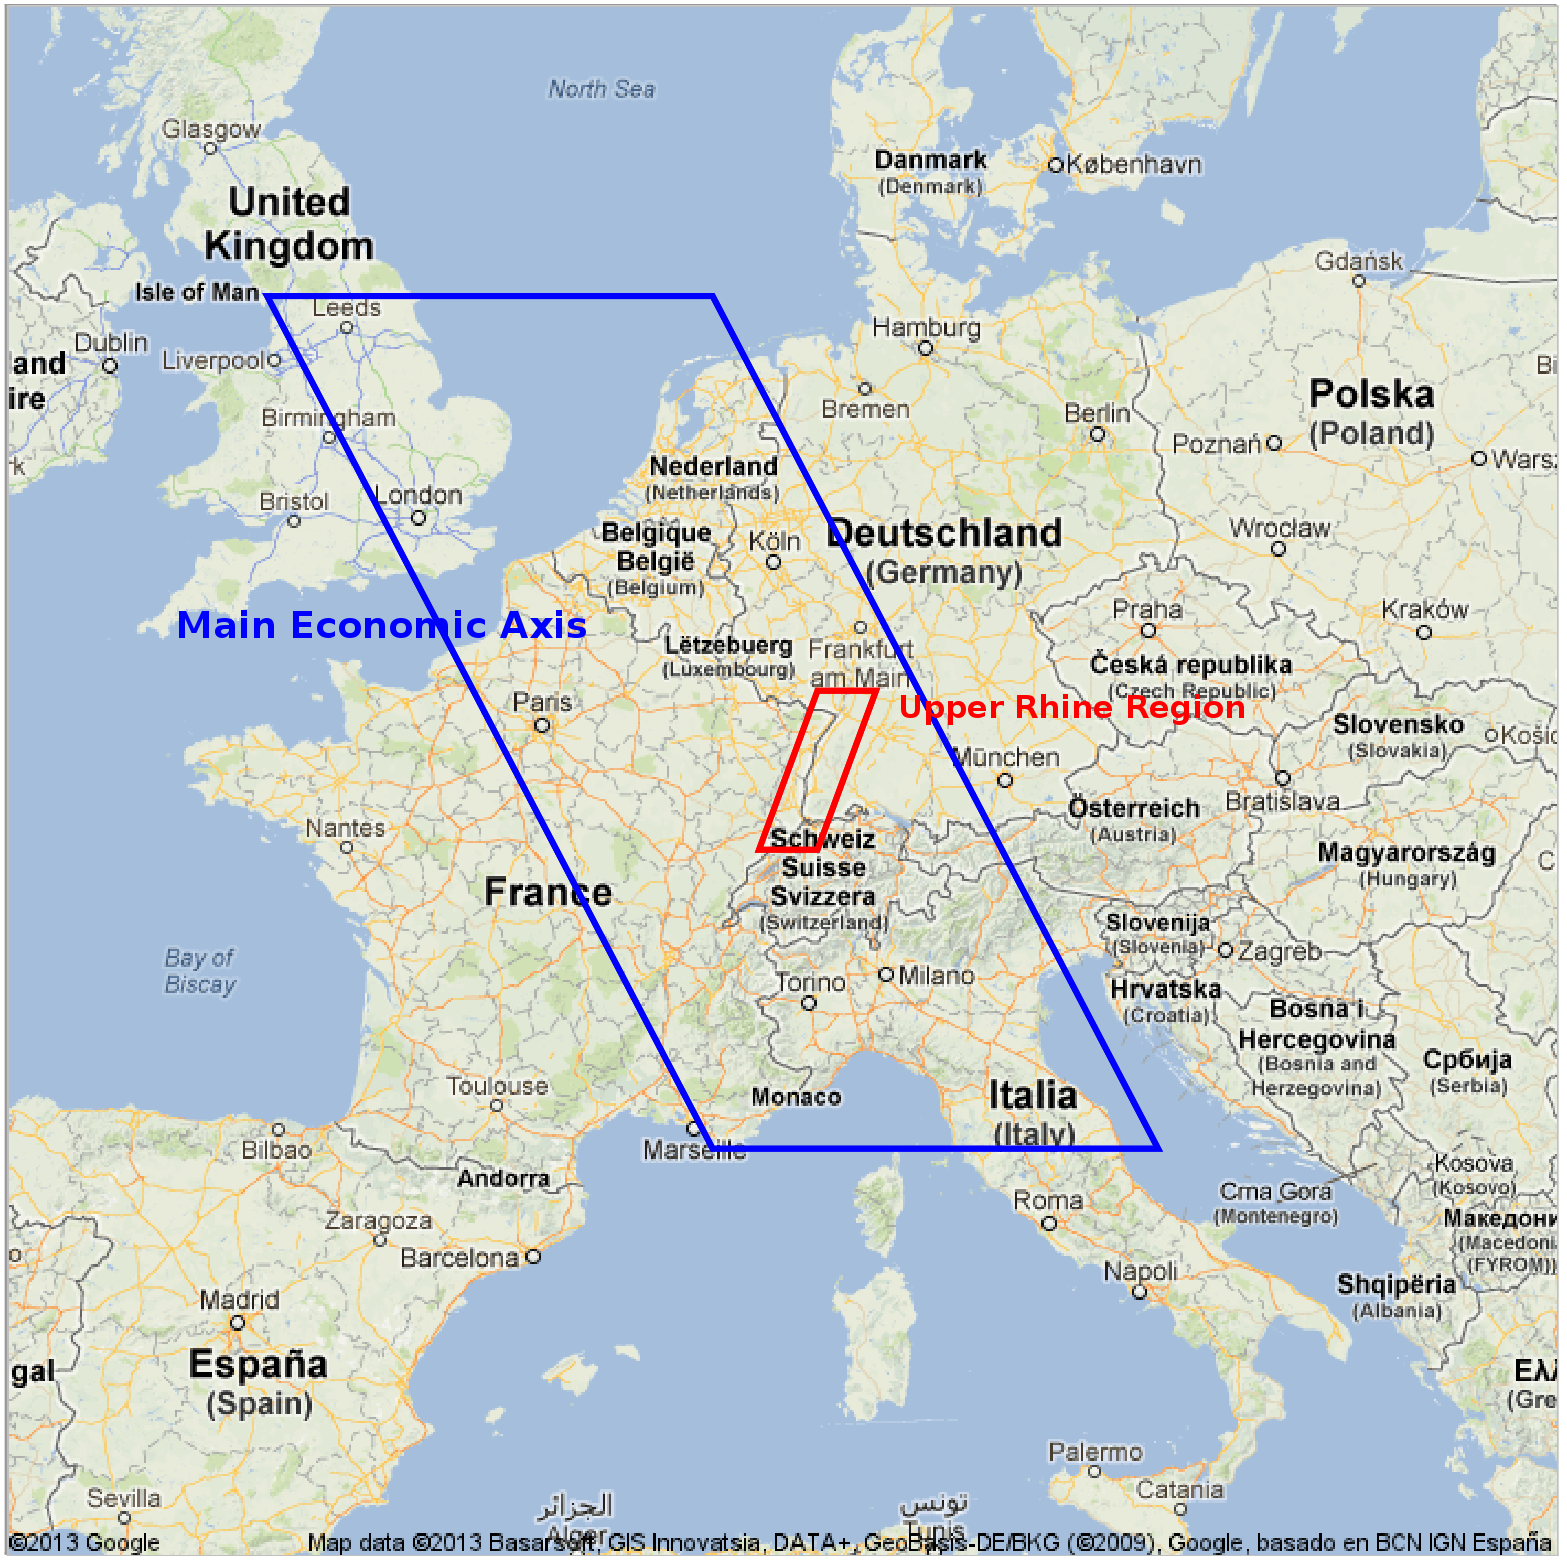 North Sea
Glasgow
Danmark
(Denmark)
København
United
Kingdom
Gdańsk
Isle of Man
Leeds
Hamburg
Dublin
Liverpool
land
ire
Bremen
Berlin
Polska
(Poland)
Birmingham
Poznań
Warsz
rk
Nederland
(Netherlands)
Bristol
London
Wrocław
Belgique
België
(Belgium)
Köln
Deutschland
(Germany)
Praha
Kraków
Main Economic Axis
Lëtzebuerg
(Luxembourg)
Frankfurt
am Main
Česká republika
(Czech Republic)
Paris
Upper Rhine Region
Slovensko
(Slovakia)
Košic
München
Bratislava
Österreich
(Austria)
Nantes
Schweiz
Suisse
Svizzera
(Switzerland)
Magyarország
(Hungary)
France
Slovenija
(Slovenia)
Zagreb
Bay of
Biscay
Torino
Milano
Hrvatska
(Croatia)
Bosna i
Hercegovina
(Bosnia and
Herzegovina)
Србија
(Serbia)
Toulouse
Monaco
Italia
(Italy)
Bilbao
Marseille
Andorra
Kosova
(Kosovo)
Crna Gora
(Montenegro)
Zaragoza
Roma
Македони
(Macedoni
(FYROM))
Barcelona
Napoli
Shqipëria
(Albania)
Madrid
España
(Spain)
gal
Ελλ
(Gre
Palermo
Catania
Sevilla
الجزائر
Alger
تونس
Tunis
©2013 Google
Map data ©2013 Basarsoft, GIS Innovatsia, DATA+, GeoBasis-DE/BKG (©2009), Google, basado en BCN IGN España